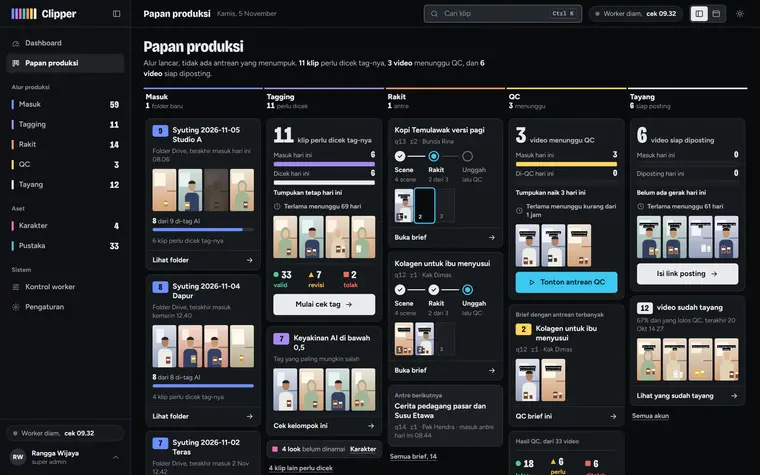 Clipper
Papan produksi
Kamis, 5 November
Cari klip
Ctrl K
Worker diam, cek 09.32
Dashboard
Papan produksi
Alur produksi
Masuk 59
Tagging 11
Rakit 14
QC 3
Tayang 12
Aset
Karakter 4
Pustaka 33
Sistem
Kontrol worker
Pengaturan
Worker diam, cek 09.32
RW
Rangga Wijaya
super admin
Papan produksi
Alur lancar, tidak ada antrean yang menumpuk. 11 klip perlu dicek tag-nya, 3 video menunggu QC, dan 6
video siap diposting.
Masuk
1 folder baru
9
Syuting 2026-11-05
Studio A
Folder Drive, terakhir masuk hari ini
08.06
8 dari 9 di-tag AI
6 klip perlu dicek tag-nya
Lihat folder
8
Syuting 2026-11-04
Dapur
Folder Drive, terakhir masuk
kemarin 12.40
8 dari 8 di-tag AI
4 klip perlu dicek tag-nya
Lihat folder
7
Syuting 2026-11-02
Teras
Folder Drive, terakhir masuk 2 Nov
12.42
Tagging
11 perlu dicek
11 klip perlu dicek tag-nya
Masuk hari ini 6
Dicek hari ini 6
Tumpukan tetap hari ini
Terlama menunggu 69 hari
33 valid
7 revisi
2 tolak
Mulai cek tag
7
Keyakinan AI di bawah
0,5
Tag yang paling mungkin salah
Cek kelompok ini
4 look belum dinamai Karakter
4 klip lain perlu dicek
Rakit
1 antre
Kopi Temulawak versi pagi
q13 z2 · Bunda Rina
Scene Rakit Unggah
4 scene 2 dari 3 lalu QC
1 2 3
Buka brief
Kolagen untuk ibu
menyusui
q12 z1 · Kak Dimas
Scene Rakit Unggah
4 scene 3 dari 3 lalu QC
1 2 3
Buka brief
Antre berikutnya
Cerita pedagang pasar dan
Susu Etawa
q14 z1 · Pak Hendra · masuk antre
hari ini 08.44
Semua brief, 14
QC
3 menunggu
3 video menunggu QC
Masuk hari ini 3
Di-QC hari ini 0
Tumpukan naik 3 hari ini
Terlama menunggu kurang dari
1 jam
Tonton antrean QC
Brief dengan antrean terbanyak
2
Kolagen untuk ibu
menyusui
q12 z1 · Kak Dimas
QC brief ini
Hasil QC, dari 33 video
18
6
perlu
6
Tayang
6 siap posting
6 video siap diposting
Masuk hari ini 0
Diposting hari ini 0
Belum ada gerak hari ini
Terlama menunggu 61 hari
Isi link posting
12 video sudah tayang
67% dari yang lolos QC, terakhir 20
Okt 14.27
Lihat yang sudah tayang
Semua akun